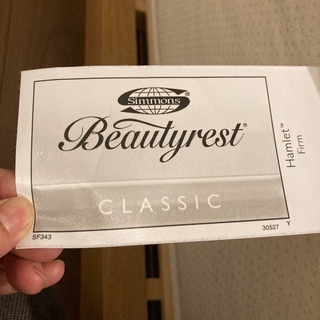 Simmons
Beautyrest®
CLASSIC
Hamlet™
Firm
SF343
30527
Y